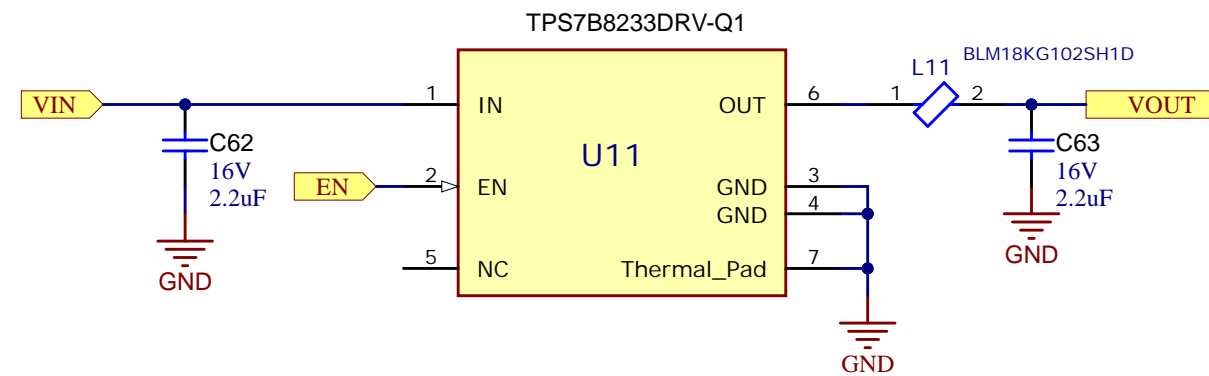 TPS7B8233DRV-Q1
BLM18KG102SH1D
L11
VIN
1
IN
OUT
6
1
2
VOUT
C62
16V
2.2uF
U11
C63
16V
2.2uF
EN
2
EN
GND
3
GND
4
GND
5
NC
Thermal_Pad
7
GND
GND